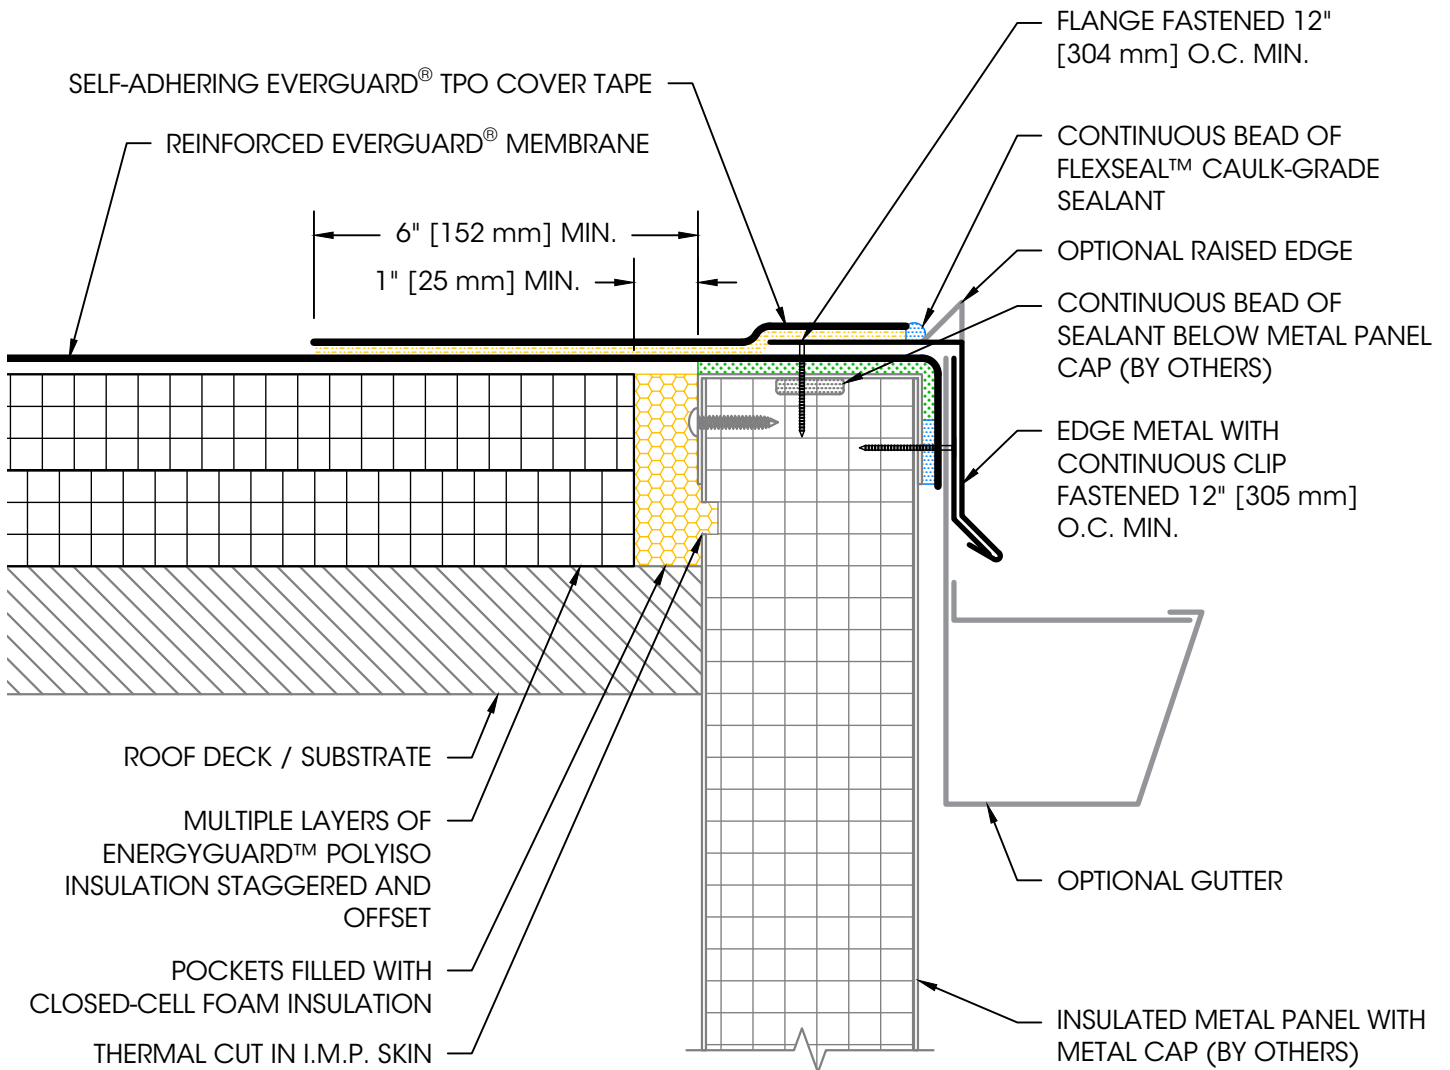 SELF-ADHERING EVERGUARD® TPO COVER TAPE
REINFORCED EVERGUARD® MEMBRANE
6" [152 mm] MIN.
1" [25 mm] MIN.
FLANGE FASTENED 12"
[304 mm] O.C. MIN.
CONTINUOUS BEAD OF
FLEXSEAL™ CAULK-GRADE
SEALANT
OPTIONAL RAISED EDGE
CONTINUOUS BEAD OF
SEALANT BELOW METAL PANEL
CAP (BY OTHERS)
EDGE METAL WITH
CONTINUOUS CLIP
FASTENED 12" [305 mm]
O.C. MIN.
ROOF DECK / SUBSTRATE
MULTIPLE LAYERS OF
ENERGYGUARD™ POLYISO
INSULATION STAGGERED AND
OFFSET
POCKETS FILLED WITH
CLOSED-CELL FOAM INSULATION
THERMAL CUT IN I.M.P. SKIN
OPTIONAL GUTTER
INSULATED METAL PANEL WITH
METAL CAP (BY OTHERS)